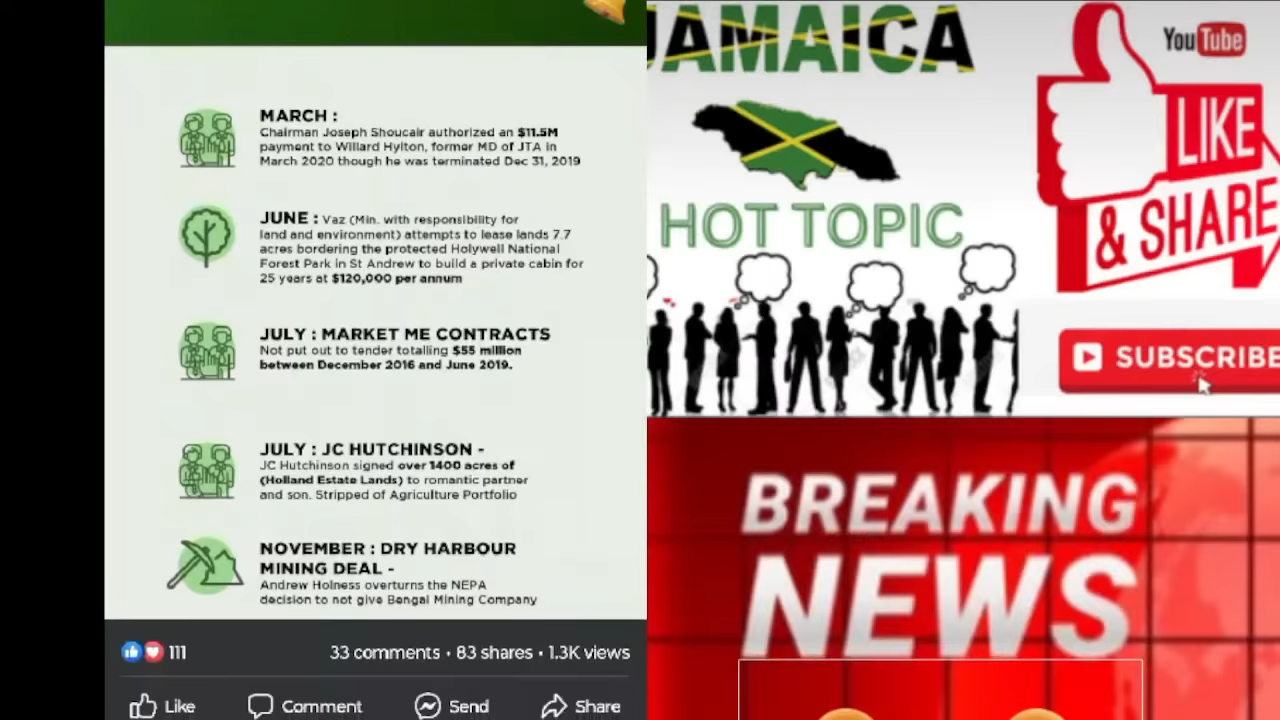 MARCH :
Chairman Joseph Shoucair authorized an $11.5M
payment to Willard Hylton, former MD of JTA in
March 2020 though he was terminated Dec 31, 2019
JUNE : Vaz (Min. with responsibility for
land and environment) attempts to lease lands 7.7
acres bordering the protected Holywell National
Forest Park in St Andrew to build a private cabin for
25 years at $120,000 per annum
JULY : MARKET ME CONTRACTS
Not put out to tender totalling $55 million
between December 2016 and June 2019.
JULY : JC HUTCHINSON -
JC Hutchinson signed over 1400 acres of
(Holland Estate Lands) to romantic partner
and son. Stripped of Agriculture Portfolio
NOVEMBER : DRY HARBOUR
MINING DEAL -
Andrew Holness overturns the NEPA
decision to not give Bengal Mining Company
111
33 comments • 83 shares • 1.3K views
Like
Comment
Send
Share
JAMAICA
HOT TOPIC
YouTube
LIKE
& SHARE
SUBSCRIBE
BREAKING
NEWS